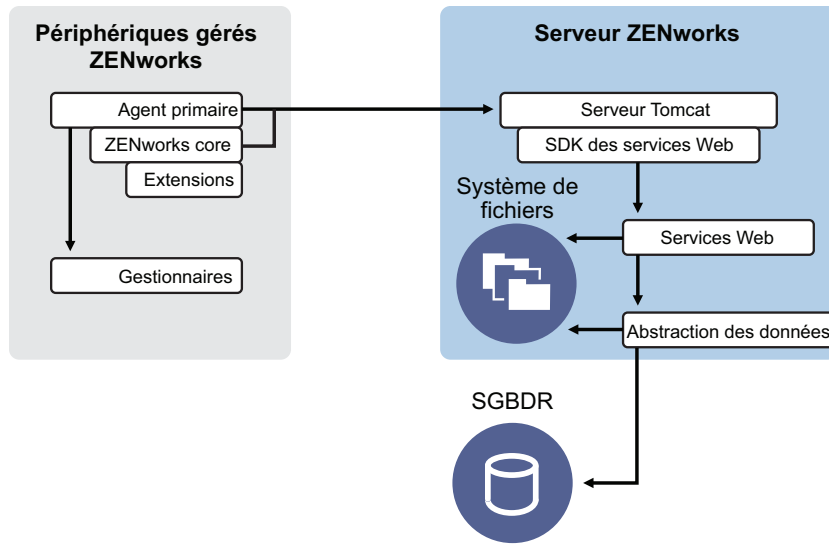 Périphériques gérés
ZENworks
Agent primaire
ZENworks core
Extensions
Gestionnaires
Serveur ZENworks
Serveur Tomcat
SDK des services Web
Système de
fichiers
Services Web
Abstraction des données
SGBDR